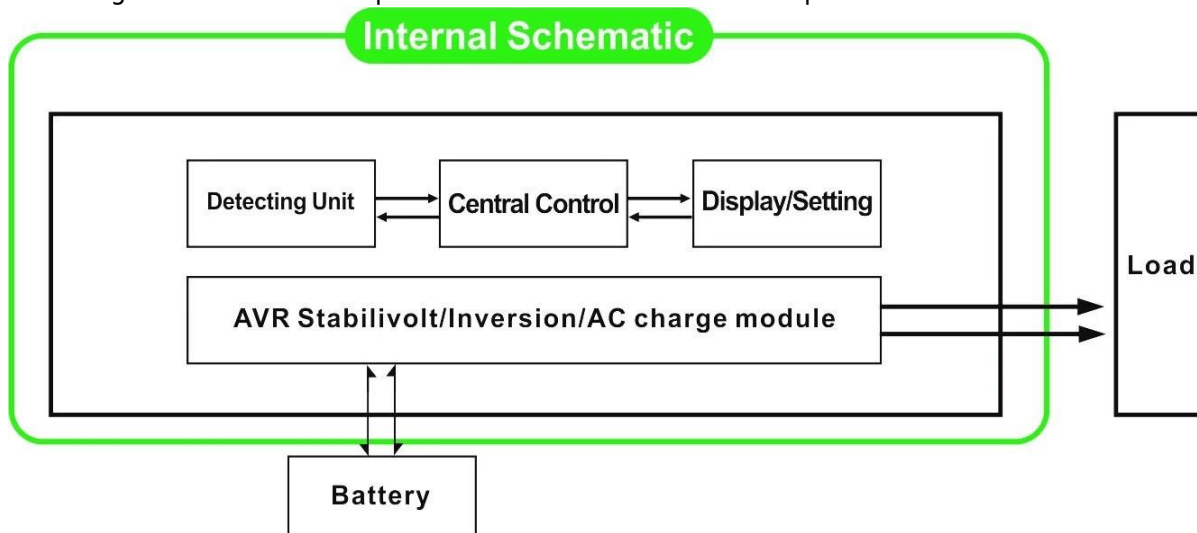 Internal Schematic
Detecting Unit
Central Control
Display/Setting
Load
AVR Stabilivolt/Inversion/AC charge module
Battery